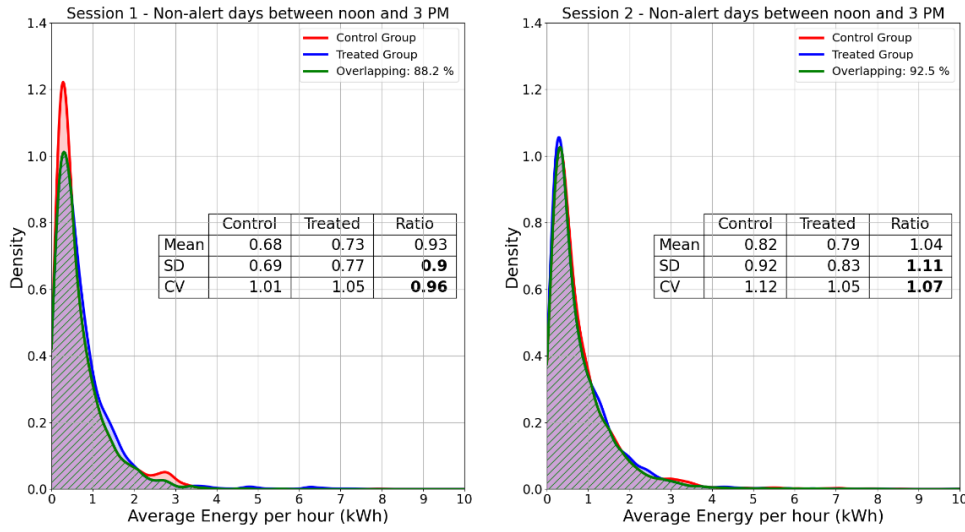 Session 1 - Non-alert days between noon and 3 PM
1.4
1.2
1.0
0.8
0.6
0.4
0.2
0.0
Density
Control Group
Treated Group
Overlapping: 88.2 %
Control Treated Ratio
Mean 0.68 0.73 0.93
SD 0.69 0.77 0.9
CV 1.01 1.05 0.96
0 1 2 3 4 5 6 7 8 9 10
Average Energy per hour (kWh)
Session 2 - Non-alert days between noon and 3 PM
1.4
1.2
1.0
0.8
0.6
0.4
0.2
0.0
Density
Control Group
Treated Group
Overlapping: 92.5 %
Control Treated Ratio
Mean 0.82 0.79 1.04
SD 0.92 0.83 1.11
CV 1.12 1.05 1.07
0 1 2 3 4 5 6 7 8 9 10
Average Energy per hour (kWh)